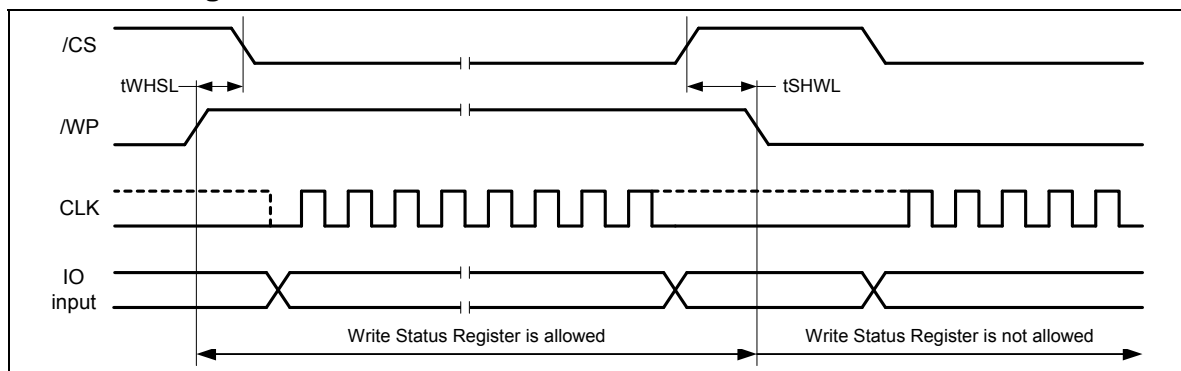 /CS
tWHSL
tSHWL
/WP
CLK
IO
input
Write Status Register is allowed
Write Status Register is not allowed